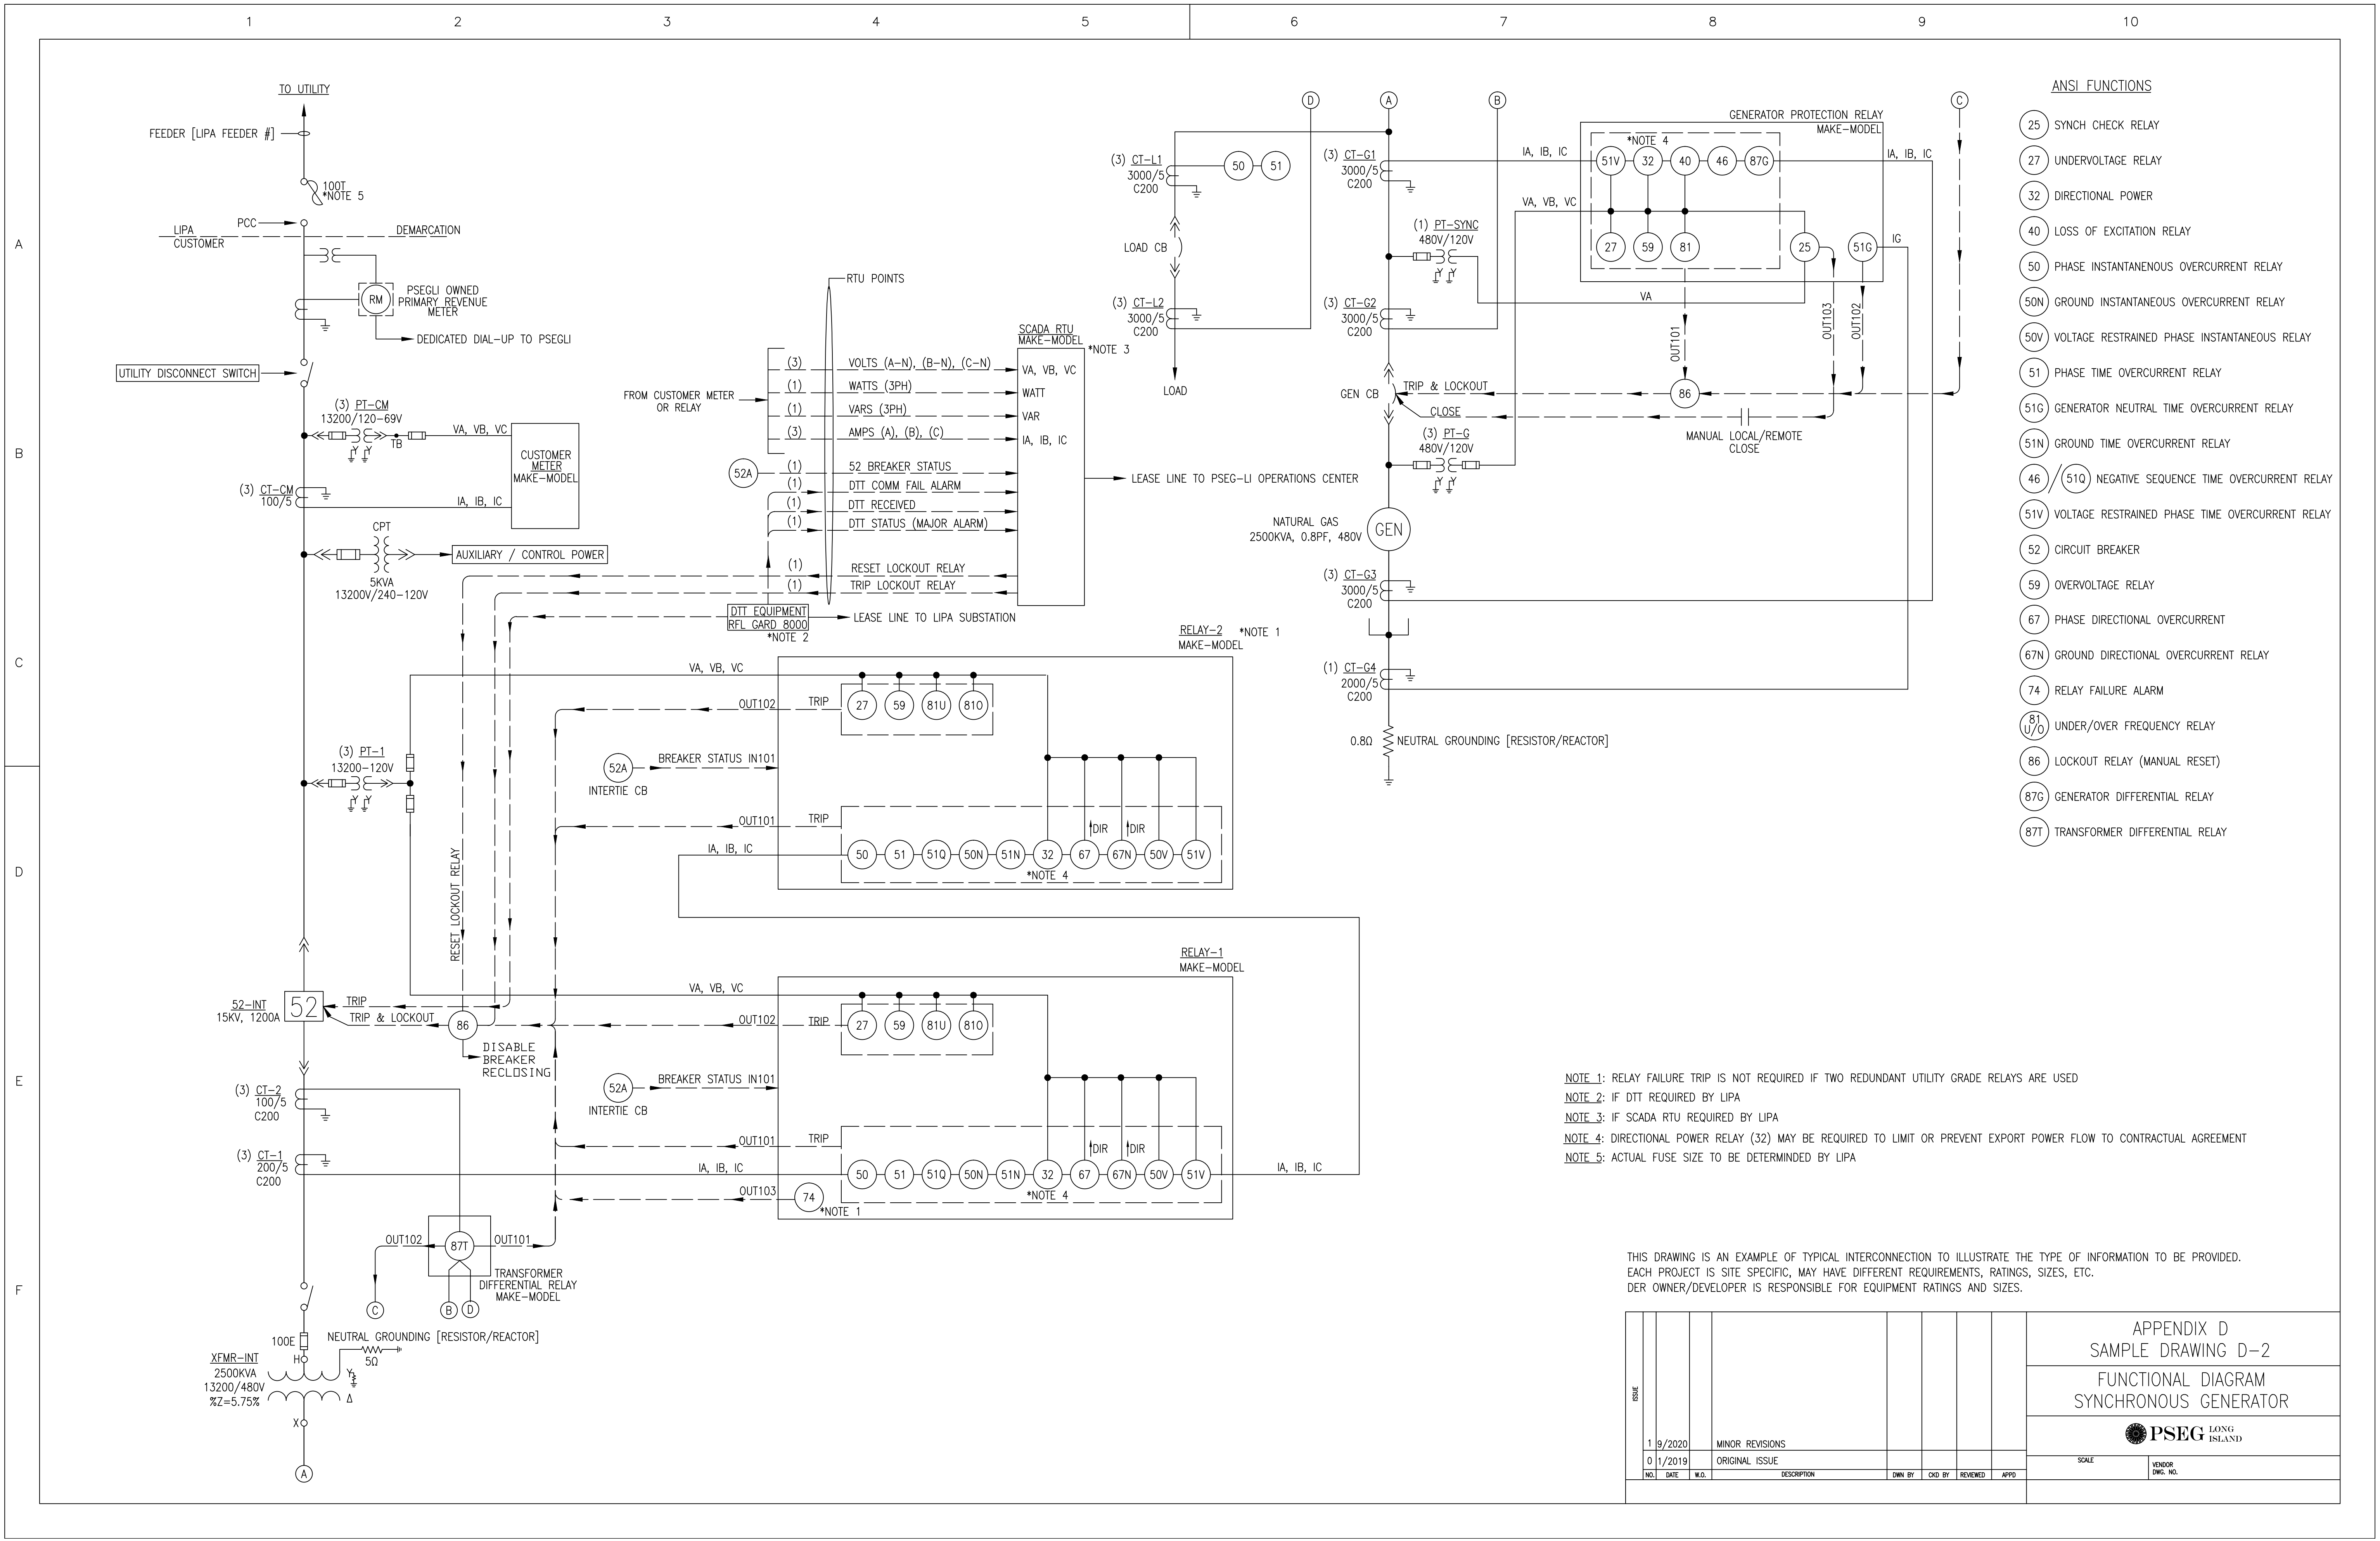 1 2 3 4 5 6 7 8 9 10
A
B
C
D
E
F
TO UTILITY
FEEDER [LIPA FEEDER #]
100T
*NOTE 5
PCC
LIPA
DEMARCATION
CUSTOMER
RM
PSEGLI OWNED
PRIMARY REVENUE
METER
DEDICATED DIAL-UP TO PSEGLI
UTILITY DISCONNECT SWITCH
(3) PT-CM
13200/120-69V
TB
VA, VB, VC
CUSTOMER
METER
MAKE-MODEL
(3) CT-CM
100/5
IA, IB, IC
CPT
AUXILIARY / CONTROL POWER
5KVA
13200V/240-120V
(3) PT-1
13200-120V
RESET LOCKOUT RELAY
52-INT
15KV, 1200A
52
TRIP
TRIP & LOCKOUT
86
DISABLE
BREAKER
RECLOSING
(3) CT-2
100/5
C200
(3) CT-1
200/5
C200
OUT102
87T
OUT101
TRANSFORMER
DIFFERENTIAL RELAY
MAKE-MODEL
C
B
D
100E
NEUTRAL GROUNDING [RESISTOR/REACTOR]
5Ω
XFMR-INT
2500KVA
13200/480V
%Z=5.75%
H
Y
Δ
X
A
RTU POINTS
SCADA RTU
MAKE-MODEL
*NOTE 3
FROM CUSTOMER METER
OR RELAY
(3) VOLTS (A-N), (B-N), (C-N) VA, VB, VC
(1) WATTS (3PH) WATT
(1) VARS (3PH) VAR
(3) AMPS (A), (B), (C) IA, IB, IC
52A (1) 52 BREAKER STATUS
(1) DTT COMM FAIL ALARM
(1) DTT RECEIVED
(1) DTT STATUS (MAJOR ALARM)
LEASE LINE TO PSEG-LI OPERATIONS CENTER
(1) RESET LOCKOUT RELAY
(1) TRIP LOCKOUT RELAY
DTT EQUIPMENT
RFL GARD 8000
*NOTE 2
LEASE LINE TO LIPA SUBSTATION
RELAY-2 *NOTE 1
MAKE-MODEL
VA, VB, VC
OUT102 TRIP
27 59 81U 81O
52A
BREAKER STATUS IN101
INTERTIE CB
OUT101 TRIP
DIR DIR
IA, IB, IC
50 51 51Q 50N 51N 32 67 67N 50V 51V
*NOTE 4
RELAY-1
MAKE-MODEL
VA, VB, VC
OUT102 TRIP
27 59 81U 81O
52A
BREAKER STATUS IN101
INTERTIE CB
OUT101 TRIP
DIR DIR
IA, IB, IC
50 51 51Q 50N 51N 32 67 67N 50V 51V
IA, IB, IC
*NOTE 4
OUT103
74
*NOTE 1
D
A
B
C
(3) CT-L1
3000/5
C200
50 51
LOAD CB
(3) CT-L2
3000/5
C200
LOAD
(3) CT-G1
3000/5
C200
IA, IB, IC
GENERATOR PROTECTION RELAY
MAKE-MODEL
*NOTE 4
51V 32 40 46 87G
IA, IB, IC
VA, VB, VC
(1) PT-SYNC
480V/120V
27 59 81 25 51G
IG
VA
(3) CT-G2
3000/5
C200
OUT101
OUT103
OUT102
GEN CB
TRIP & LOCKOUT
86
CLOSE
MANUAL LOCAL/REMOTE
CLOSE
(3) PT-G
480V/120V
NATURAL GAS
2500KVA, 0.8PF, 480V
GEN
(3) CT-G3
3000/5
C200
(1) CT-G4
2000/5
C200
0.8Ω
NEUTRAL GROUNDING [RESISTOR/REACTOR]
ANSI FUNCTIONS
25 SYNCH CHECK RELAY
27 UNDERVOLTAGE RELAY
32 DIRECTIONAL POWER
40 LOSS OF EXCITATION RELAY
50 PHASE INSTANTANENOUS OVERCURRENT RELAY
50N GROUND INSTANTANEOUS OVERCURRENT RELAY
50V VOLTAGE RESTRAINED PHASE INSTANTANEOUS RELAY
51 PHASE TIME OVERCURRENT RELAY
51G GENERATOR NEUTRAL TIME OVERCURRENT RELAY
51N GROUND TIME OVERCURRENT RELAY
46 / 51Q NEGATIVE SEQUENCE TIME OVERCURRENT RELAY
51V VOLTAGE RESTRAINED PHASE TIME OVERCURRENT RELAY
52 CIRCUIT BREAKER
59 OVERVOLTAGE RELAY
67 PHASE DIRECTIONAL OVERCURRENT
67N GROUND DIRECTIONAL OVERCURRENT RELAY
74 RELAY FAILURE ALARM
81 U/O UNDER/OVER FREQUENCY RELAY
86 LOCKOUT RELAY (MANUAL RESET)
87G GENERATOR DIFFERENTIAL RELAY
87T TRANSFORMER DIFFERENTIAL RELAY
NOTE 1: RELAY FAILURE TRIP IS NOT REQUIRED IF TWO REDUNDANT UTILITY GRADE RELAYS ARE USED
NOTE 2: IF DTT REQUIRED BY LIPA
NOTE 3: IF SCADA RTU REQUIRED BY LIPA
NOTE 4: DIRECTIONAL POWER RELAY (32) MAY BE REQUIRED TO LIMIT OR PREVENT EXPORT POWER FLOW TO CONTRACTUAL AGREEMENT
NOTE 5: ACTUAL FUSE SIZE TO BE DETERMINDED BY LIPA
THIS DRAWING IS AN EXAMPLE OF TYPICAL INTERCONNECTION TO ILLUSTRATE THE TYPE OF INFORMATION TO BE PROVIDED.
EACH PROJECT IS SITE SPECIFIC, MAY HAVE DIFFERENT REQUIREMENTS, RATINGS, SIZES, ETC.
DER OWNER/DEVELOPER IS RESPONSIBLE FOR EQUIPMENT RATINGS AND SIZES.
ISSUE
1 9/2020 MINOR REVISIONS
0 1/2019 ORIGINAL ISSUE
NO. DATE W.O. DESCRIPTION DWN BY CKD BY REVIEWED APPD
APPENDIX D
SAMPLE DRAWING D-2
FUNCTIONAL DIAGRAM
SYNCHRONOUS GENERATOR
PSEG LONG ISLAND
SCALE
VENDOR
DWG. NO.